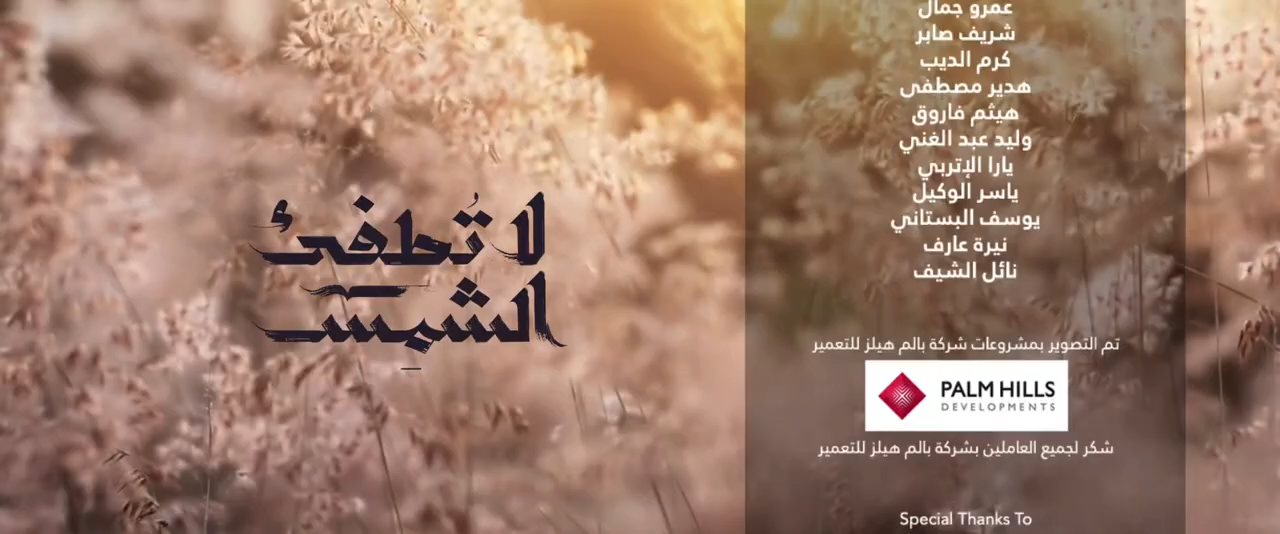 لا تُطفئ
الشمس
عمرو جمال
شريف صابر
كرم الديب
هدير مصطفى
هيثم فاروق
وليد عبد الغني
يارا الإتربي
ياسر الوكيل
يوسف البستاني
نيرة عارف
نائل الشيف
تم التصوير بمشروعات شركة بالم هيلز للتعمير
PALM HILLS
DEVELOPMENTS
شكر لجميع العاملين بشركة بالم هيلز للتعمير
Special Thanks To